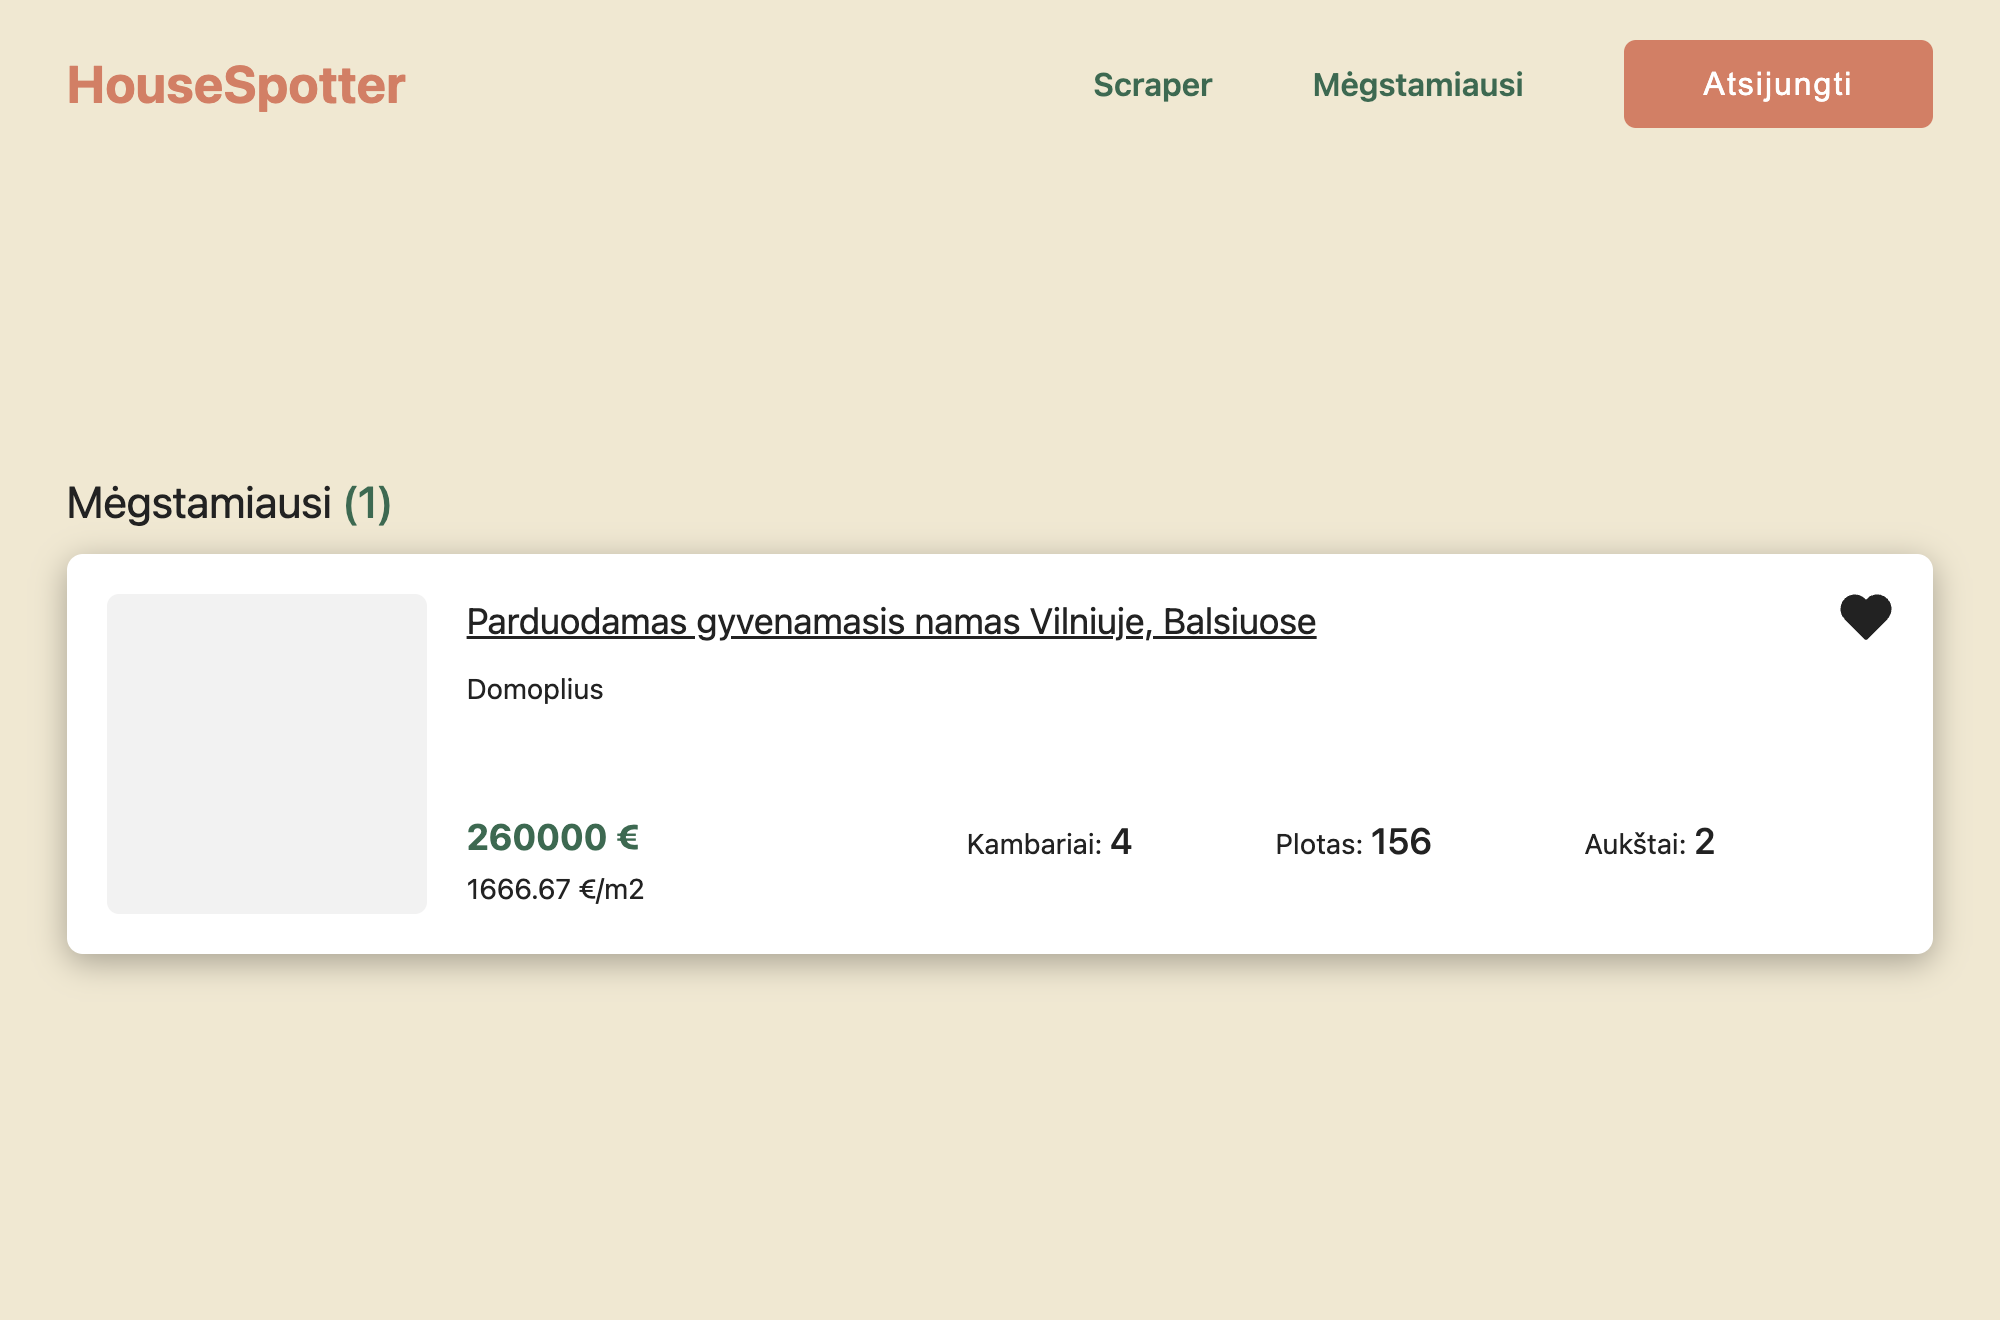 HouseSpotter
Scraper
Mėgstamiausi
Atsijungti
Mėgstamiausi (1)
Parduodamas gyvenamasis namas Vilniuje, Balsiuose
Domoplius
260000 €
Kambariai: 4
Plotas: 156
Aukštai: 2
1666.67 €/m2